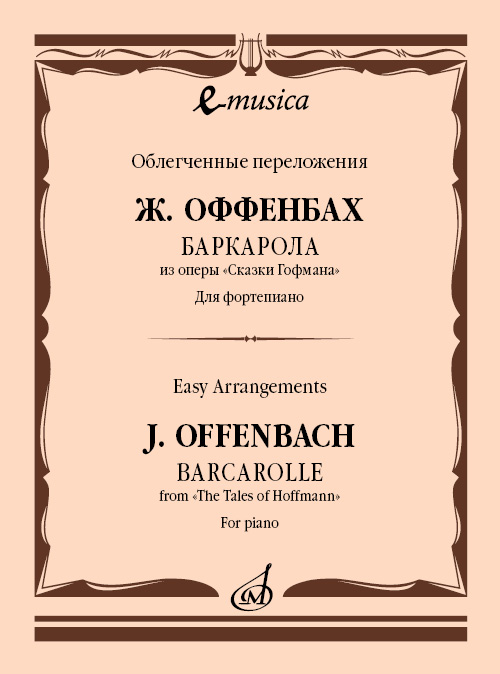 e-musica
Облегченные переложения
Ж. ОФФЕНБАХ
БАРКАРОЛА
из оперы «Сказки Гофмана»
Для фортепиано
Easy Arrangements
J. OFFENBACH
BARCAROLLE
from «The Tales of Hoffmann»
For piano
М